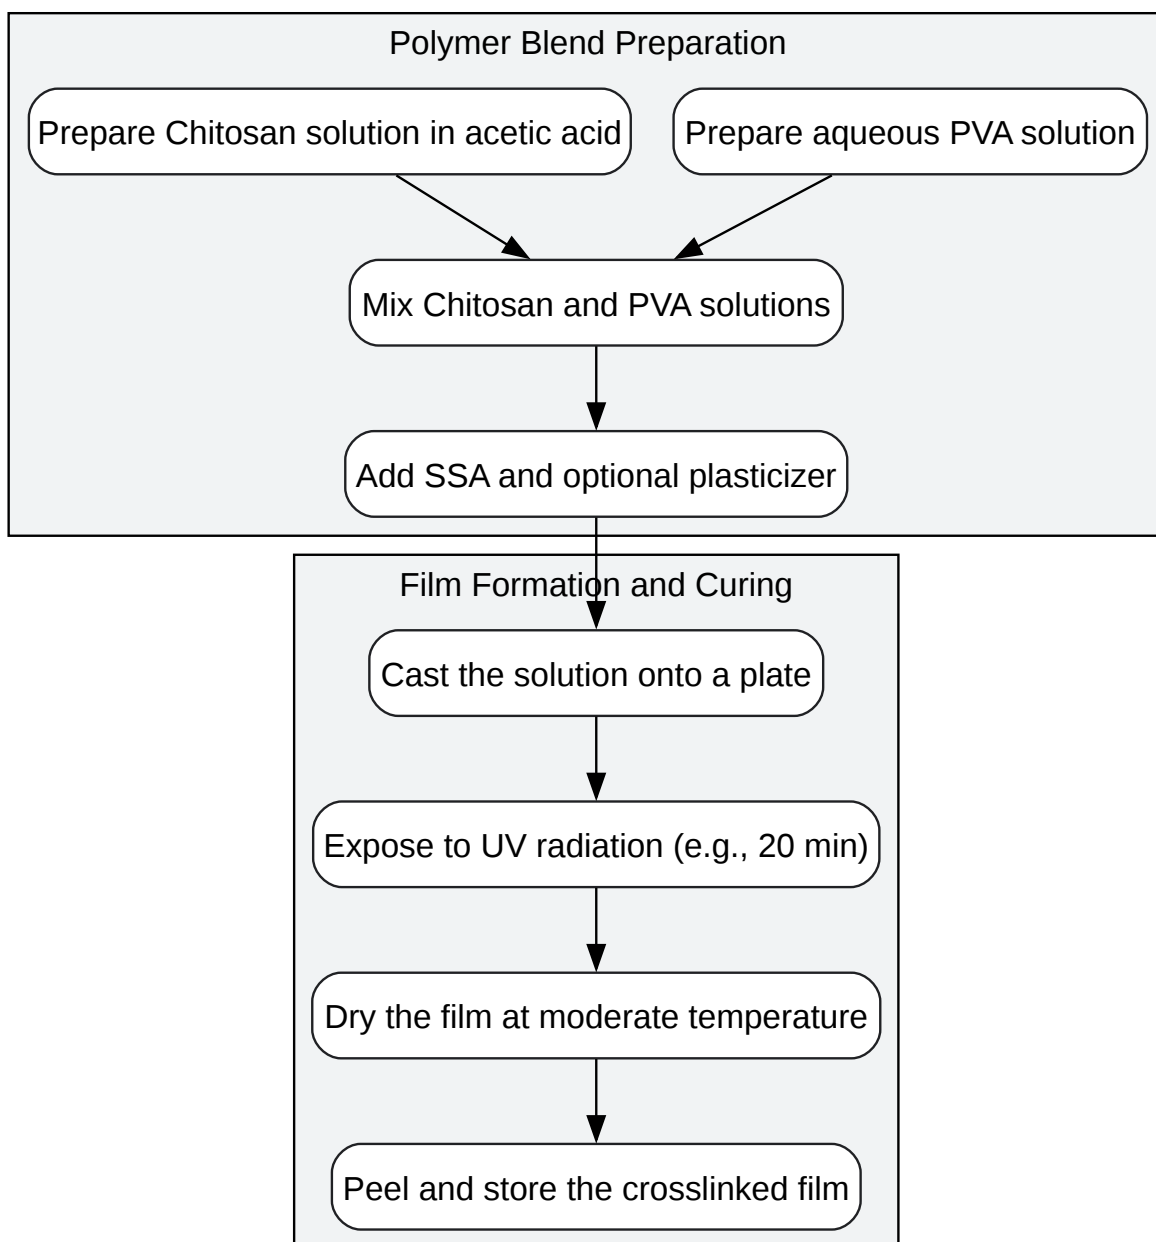 Polymer Blend Preparation
Prepare Chitosan solution in acetic acid
Prepare aqueous PVA solution
Mix Chitosan and PVA solutions
Add SSA and optional plasticizer
Film Formation and Curing
Cast the solution onto a plate
Expose to UV radiation (e.g., 20 min)
Dry the film at moderate temperature
Peel and store the crosslinked film